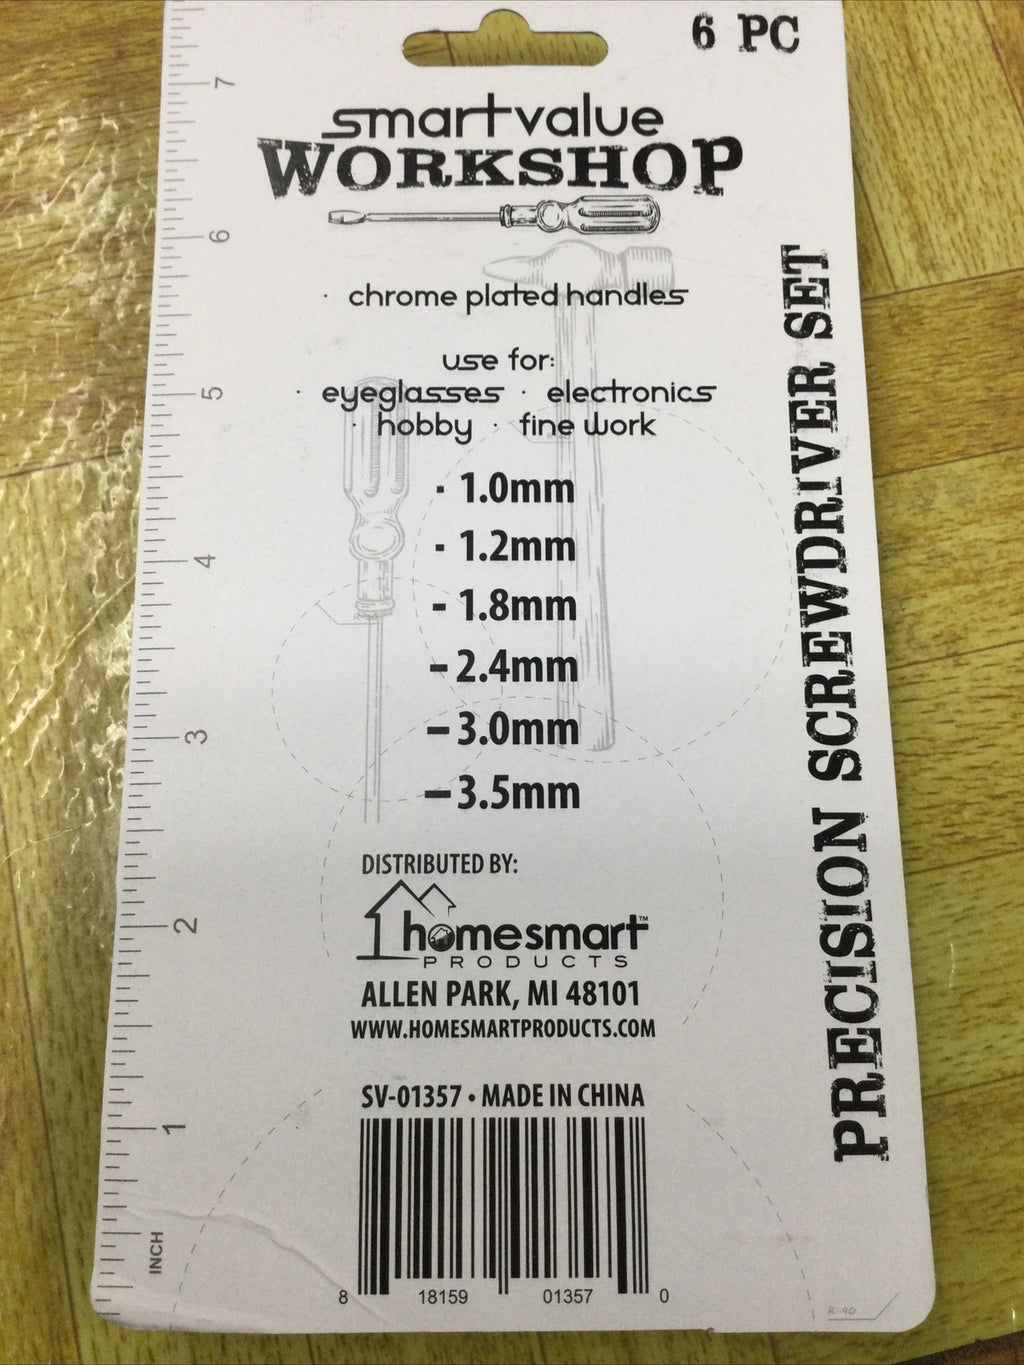 6 PC
smartvalue
WORKSHOP
· chrome plated handles
use for:
· eyeglasses · electronics
· hobby · fine work
· 1.0mm
- 1.2mm
- 1.8mm
– 2.4mm
– 3.0mm
– 3.5mm
DISTRIBUTED BY:
homesmart™
PRODUCTS
ALLEN PARK, MI 48101
WWW.HOMESMARTPRODUCTS.COM
SV-01357 • MADE IN CHINA
8 18159 01357 0
PRECISION SCREWDRIVER SET
7
6
5
4
3
2
1
INCH
R-90